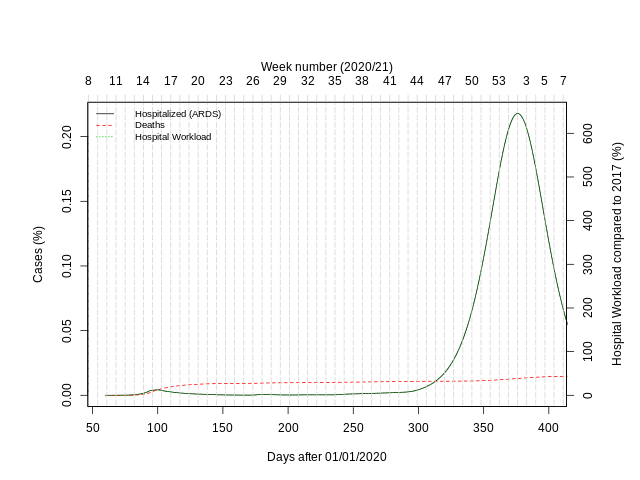 Week number (2020/21)
8 11 14 17 20 23 26 29 32 35 38 41 44 47 50 53 3 5 7
Hospitalized (ARDS)
Deaths
Hospital Workload
Cases (%)
0.00 0.05 0.10 0.15 0.20
Hospital Workload compared to 2017 (%)
0 100 200 300 400 500 600
50 100 150 200 250 300 350 400
Days after 01/01/2020